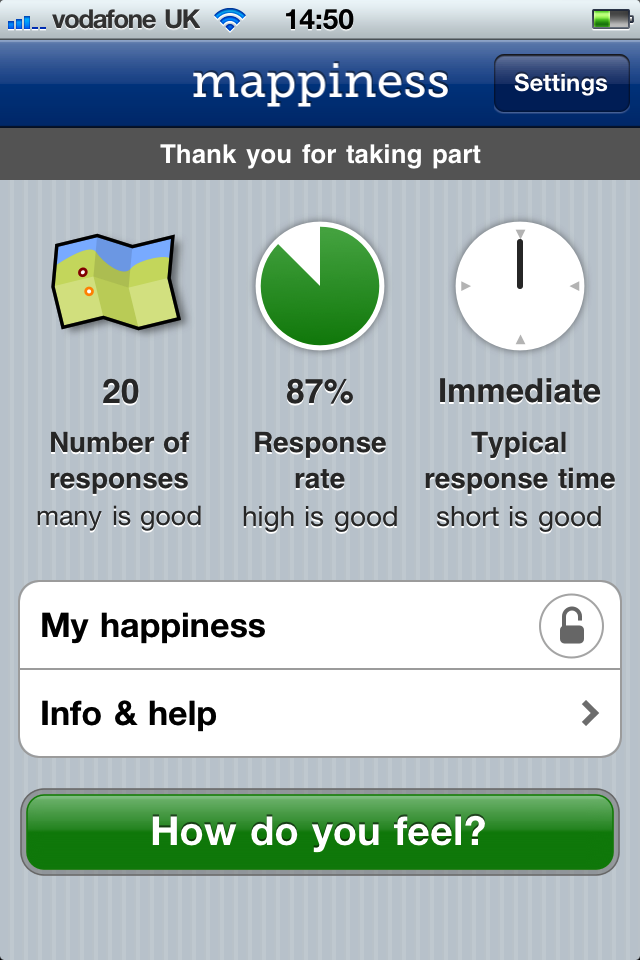 vodafone UK 14:50
mappiness Settings
Thank you for taking part
20 87% Immediate
Number of Response Typical
responses rate response time
many is good high is good short is good
My happiness
Info & help
How do you feel?